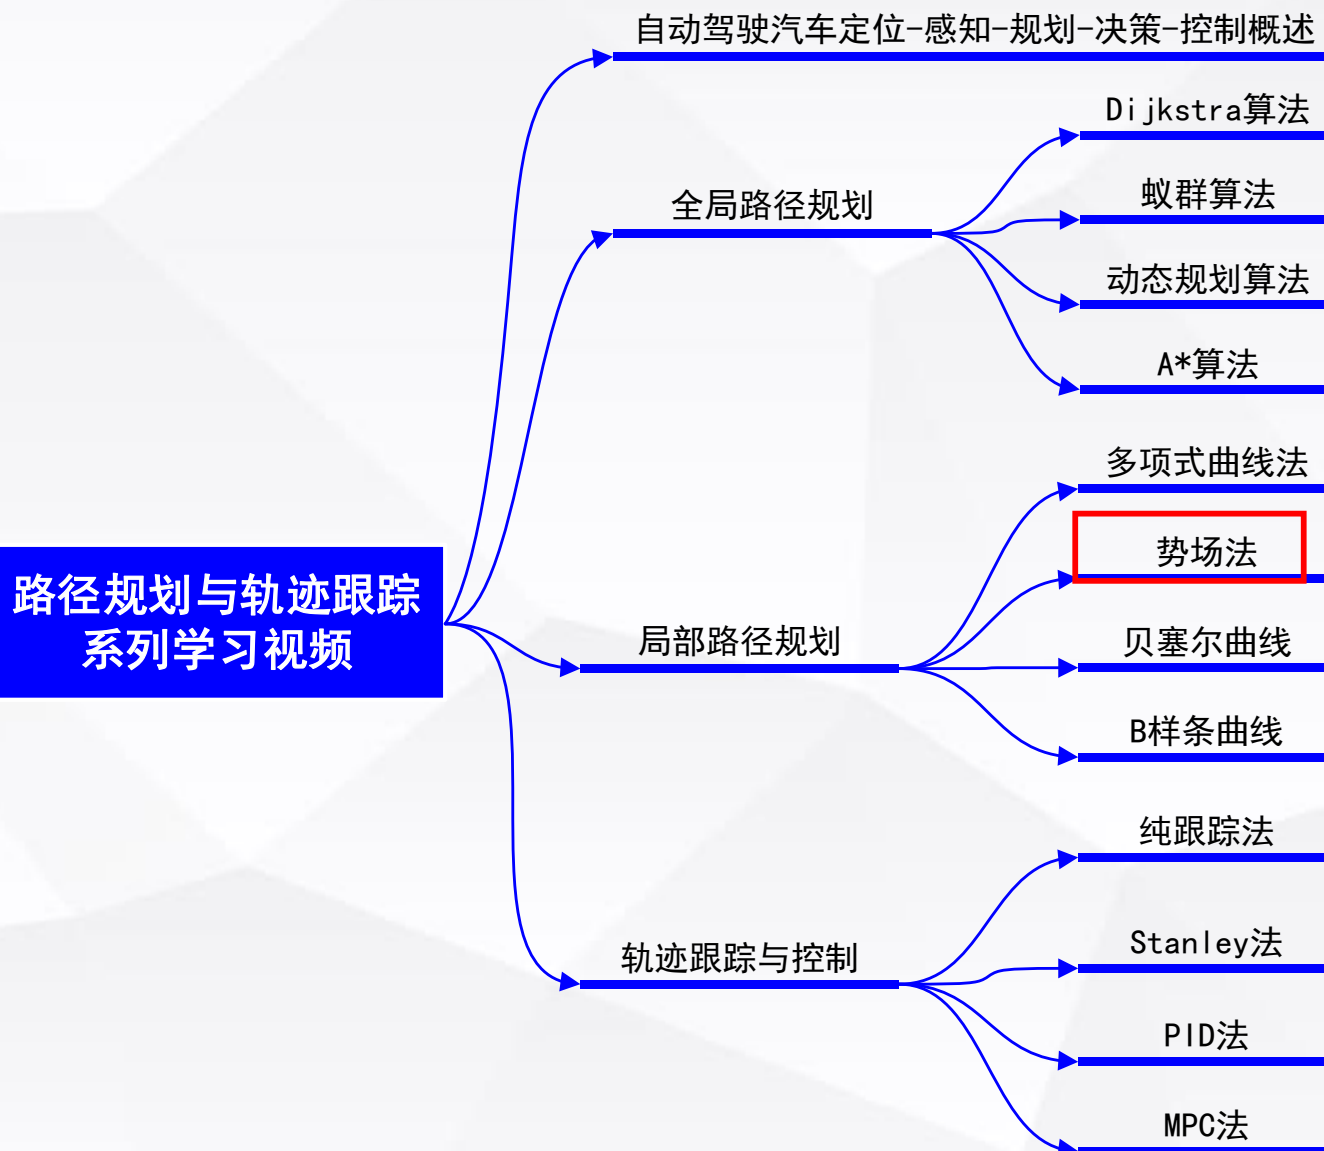 自动驾驶汽车定位-感知-规划-决策-控制概述
Dijkstra算法
全局路径规划
蚁群算法
动态规划算法
A*算法
多项式曲线法
势场法
路径规划与轨迹跟踪
系列学习视频
局部路径规划
贝塞尔曲线
B样条曲线
纯跟踪法
轨迹跟踪与控制
Stanley法
PID法
MPC法